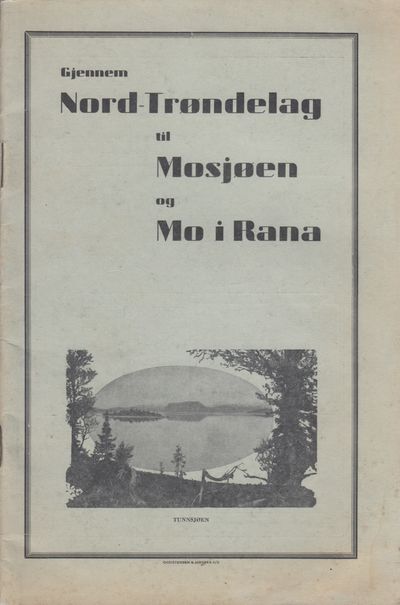 Gjennem
Nord-Trøndelag
til
Mosjøen
og
Mo i Rana
TUNNSJØEN